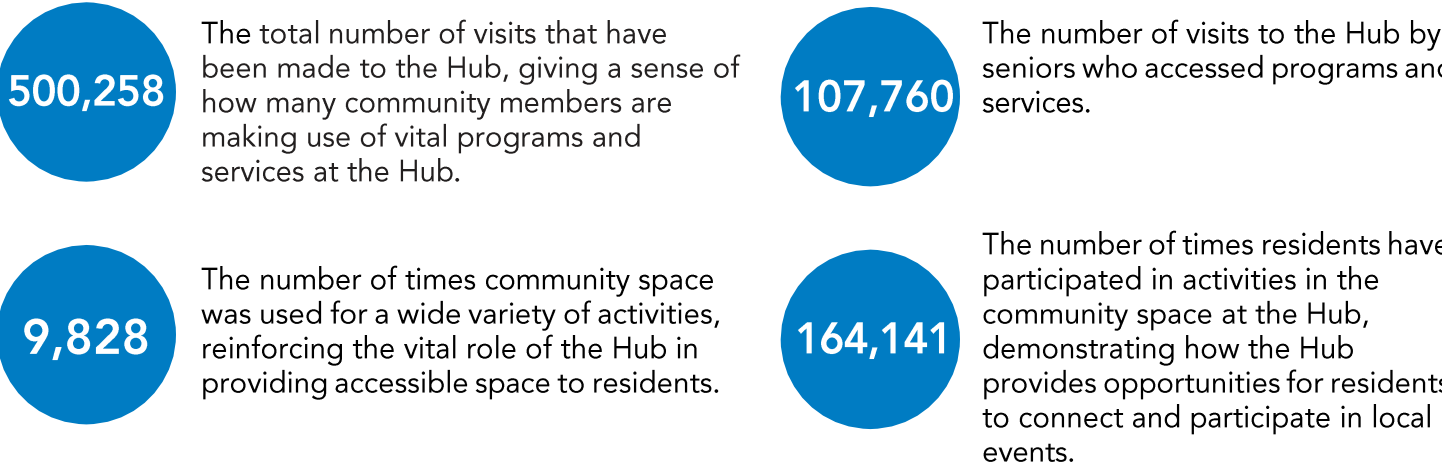 500,258
The total number of visits that have
been made to the Hub, giving a sense of
how many community members are
making use of vital programs and
services at the Hub.
107,760
The number of visits to the Hub by
seniors who accessed programs and
services.
9,828
The number of times community space
was used for a wide variety of activities,
reinforcing the vital role of the Hub in
providing accessible space to residents.
164,141
The number of times residents have
participated in activities in the
community space at the Hub,
demonstrating how the Hub
provides opportunities for residents
to connect and participate in local
events.